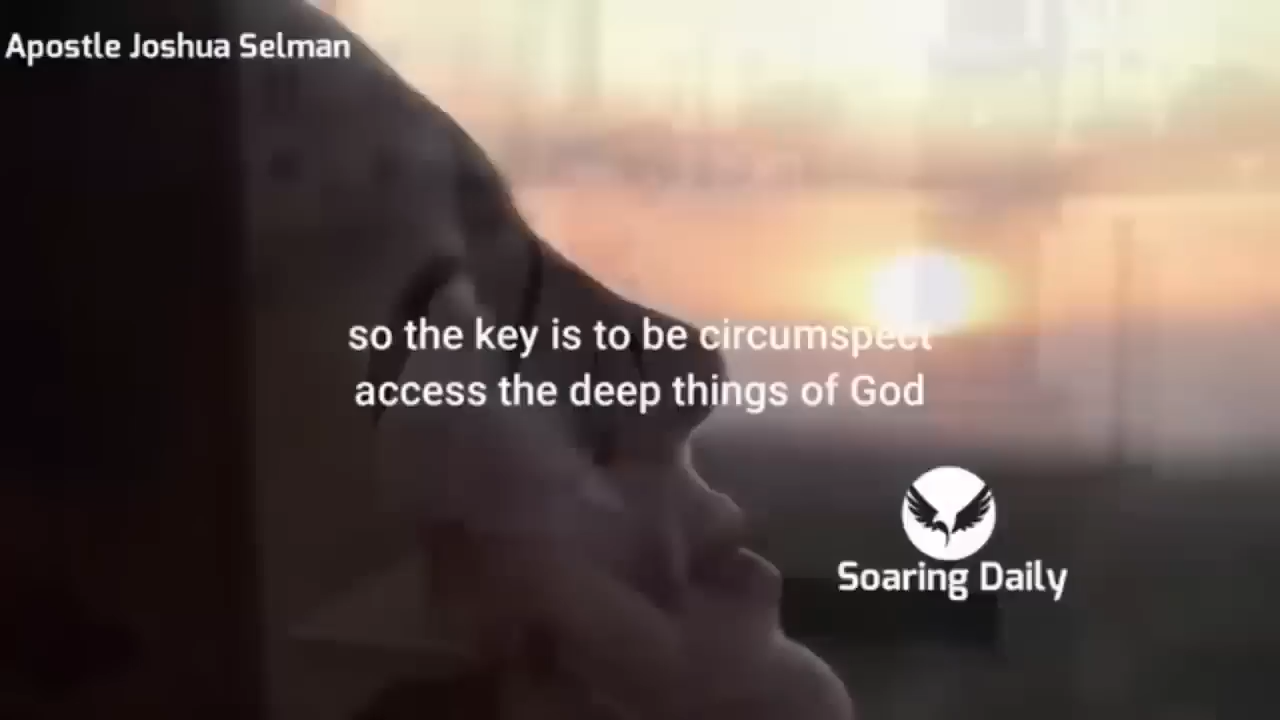 Apostle Joshua Selman
so the key is to be circumspect
access the deep things of God
Soaring Daily